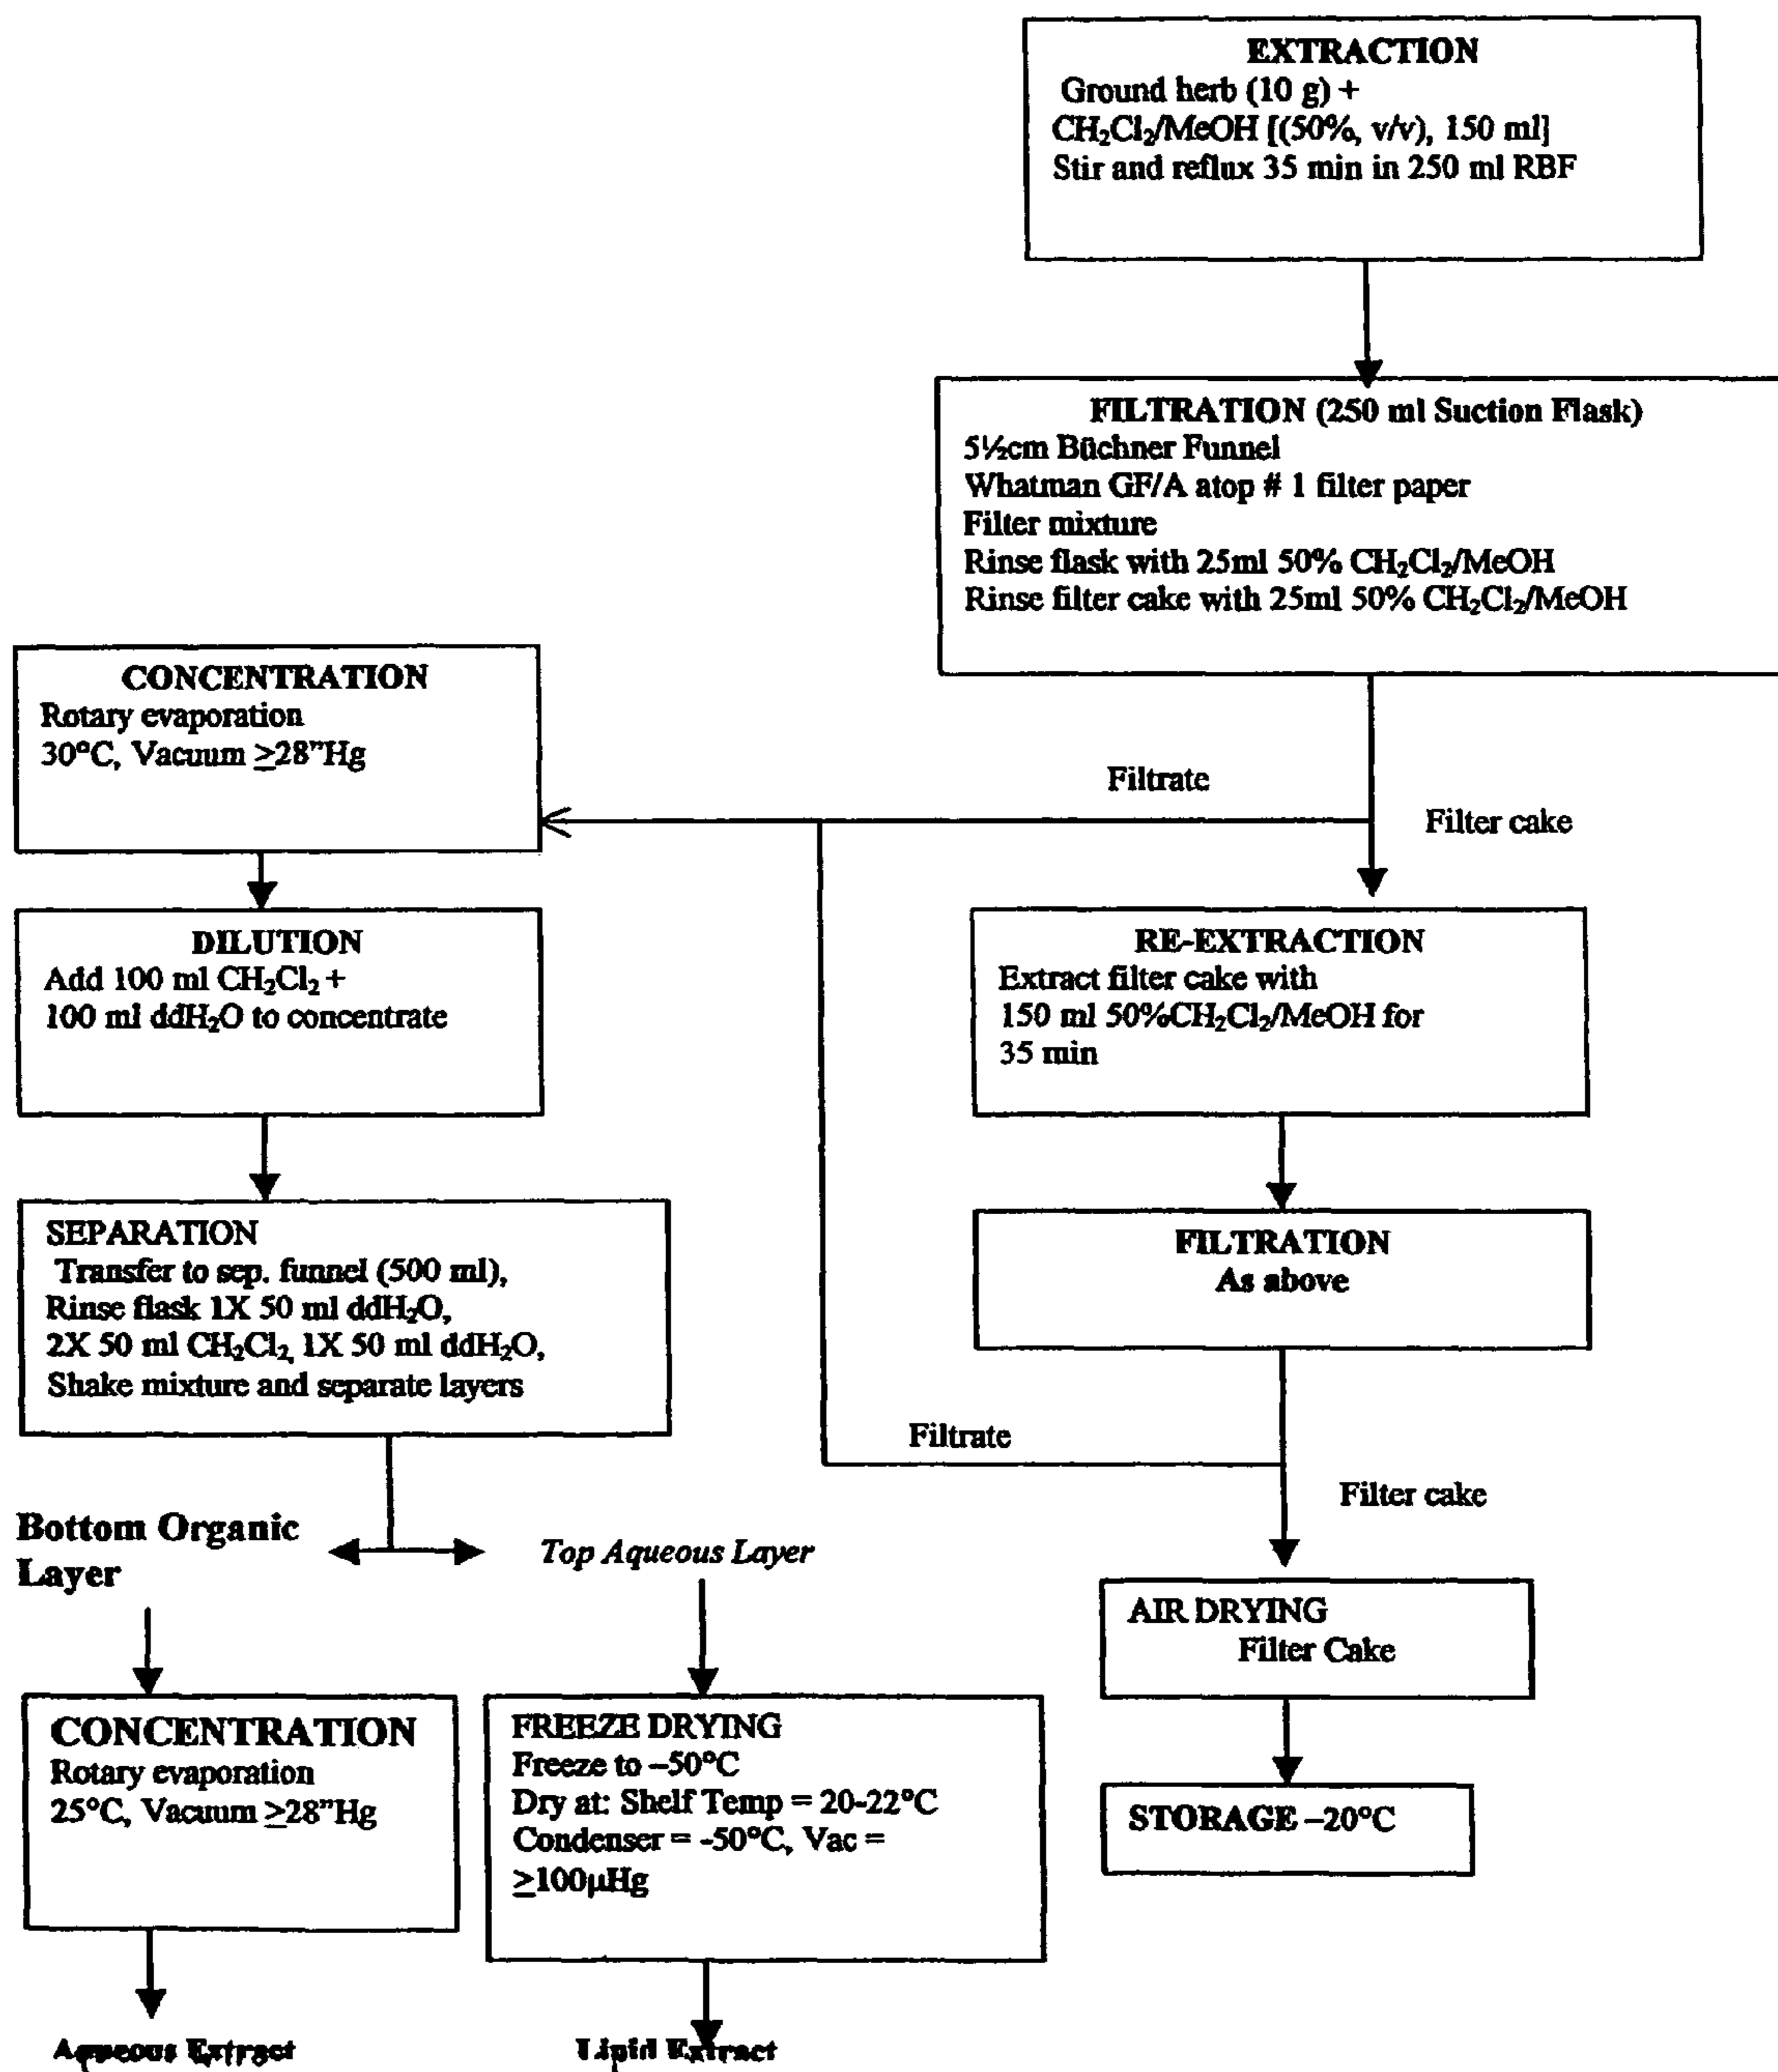 EXTRACTION
Ground herb (10 g) +
CH₂Cl₂/MeOH [(50%, v/v), 150 ml]
Stir and reflux 35 min in 250 ml RBF
FILTRATION (250 ml Suction Flask)
5½cm Büchner Funnel
Whatman GF/A atop # 1 filter paper
Filter mixture
Rinse flask with 25ml 50% CH₂Cl₂/MeOH
Rinse filter cake with 25ml 50% CH₂Cl₂/MeOH
Filtrate
Filter cake
CONCENTRATION
Rotary evaporation
30°C, Vacuum ≥28”Hg
DILUTION
Add 100 ml CH₂Cl₂ +
100 ml ddH₂O to concentrate
SEPARATION
Transfer to sep. funnel (500 ml),
Rinse flask 1X 50 ml ddH₂O,
2X 50 ml CH₂Cl₂, 1X 50 ml ddH₂O,
Shake mixture and separate layers
RE-EXTRACTION
Extract filter cake with
150 ml 50%CH₂Cl₂/MeOH for
35 min
FILTRATION
As above
Filtrate
Filter cake
Bottom Organic
Layer
Top Aqueous Layer
CONCENTRATION
Rotary evaporation
25°C, Vacuum ≥28”Hg
FREEZE DRYING
Freeze to –50°C
Dry at: Shelf Temp = 20-22°C
Condenser = -50°C, Vac =
≥100µHg
AIR DRYING
Filter Cake
STORAGE –20°C
Aqueous Extract
Lipid Extract